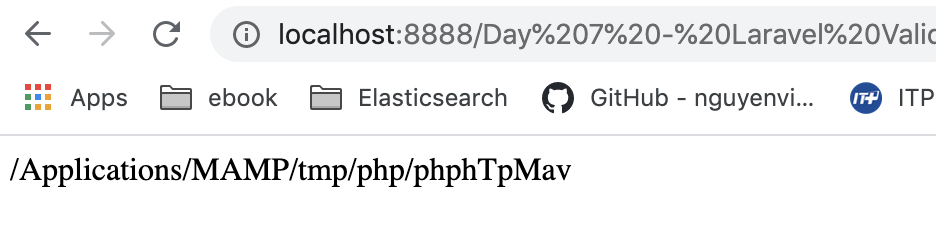 localhost:8888/Day%207%20-%20Laravel%20Valid
Apps ebook Elasticsearch GitHub - nguyenvi... ITP
/Applications/MAMP/tmp/php/phphTpMav